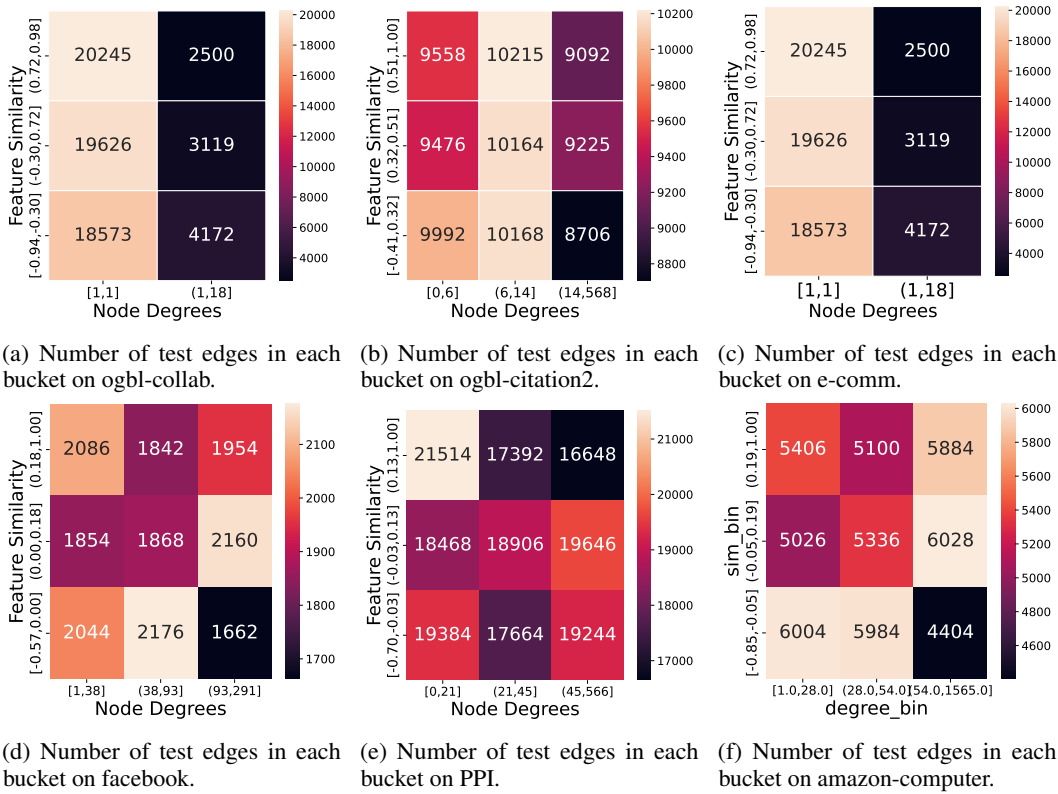 20245 2500
19626 3119
18573 4172
Feature Similarity
(0.72,0.98)
(-0.30,0.72]
[-0.94,-0.30]
[1,1] (1,18]
Node Degrees
20000
18000
16000
14000
12000
10000
8000
6000
4000
(a) Number of test edges in each
bucket on ogbl-collab.
9558 10215 9092
9476 10164 9225
9992 10168 8706
Feature Similarity
(0.51,1.00]
(0.32,0.51]
[-0.41,0.32]
[0,6] (6,14] (14,568]
Node Degrees
10200
10000
9800
9600
9400
9200
9000
8800
(b) Number of test edges in each
bucket on ogbl-citation2.
20245 2500
19626 3119
18573 4172
Feature Similarity
(0.72,0.98)
(-0.30,0.72]
[-0.94,-0.30]
[1,1] (1,18]
Node Degrees
20000
18000
16000
14000
12000
10000
8000
6000
4000
(c) Number of test edges in each
bucket on e-comm.
2086 1842 1954
1854 1868 2160
2044 2176 1662
Feature Similarity
(0.18,1.00]
(0.00,0.18]
[-0.57,0.00]
[1,38] (38,93] (93,291]
Node Degrees
2100
2000
1900
1800
1700
(d) Number of test edges in each
bucket on facebook.
21514 17392 16648
18468 18906 19646
19384 17664 19244
Feature Similarity
(0.13,1.00]
(-0.03,0.13]
[-0.70,-0.03]
[0,21] (21,45] (45,566]
Node Degrees
21000
20000
19000
18000
17000
(e) Number of test edges in each
bucket on PPI.
5406 5100 5884
5026 5336 6028
6004 5984 4404
sim_bin
(0.19,1.00]
(-0.05,0.19]
[-0.85,-0.05]
[1.0,28.0] (28.0,54.0] (54.0,1565.0]
degree_bin
6000
5800
5600
5400
5200
5000
4800
4600
(f) Number of test edges in each
bucket on amazon-computer.